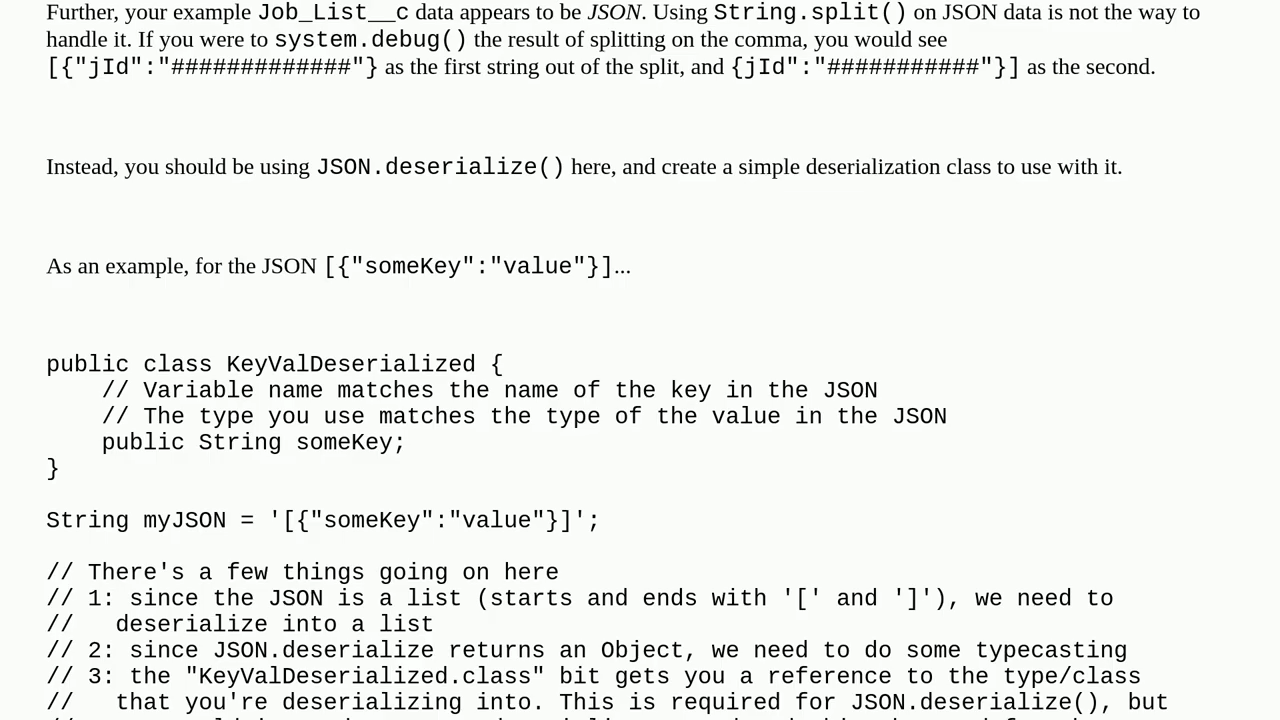 Further, your example Job_List__c data appears to be JSON. Using String.split() on JSON data is not the way to
handle it. If you were to system.debug() the result of splitting on the comma, you would see
[{"jId":"#############"} as the first string out of the split, and {jId":"###########"}] as the second.
Instead, you should be using JSON.deserialize() here, and create a simple deserialization class to use with it.
As an example, for the JSON [{"someKey":"value"}]...
public class KeyValDeserialized {
    // Variable name matches the name of the key in the JSON
    // The type you use matches the type of the value in the JSON
    public String someKey;
}
String myJSON = '[{"someKey":"value"}]';
// There's a few things going on here
// 1: since the JSON is a list (starts and ends with '[' and ']'), we need to
//   deserialize into a list
// 2: since JSON.deserialize returns an Object, we need to do some typecasting
// 3: the "KeyValDeserialized.class" bit gets you a reference to the type/class
//   that you're deserializing into. This is required for JSON.deserialize(), but